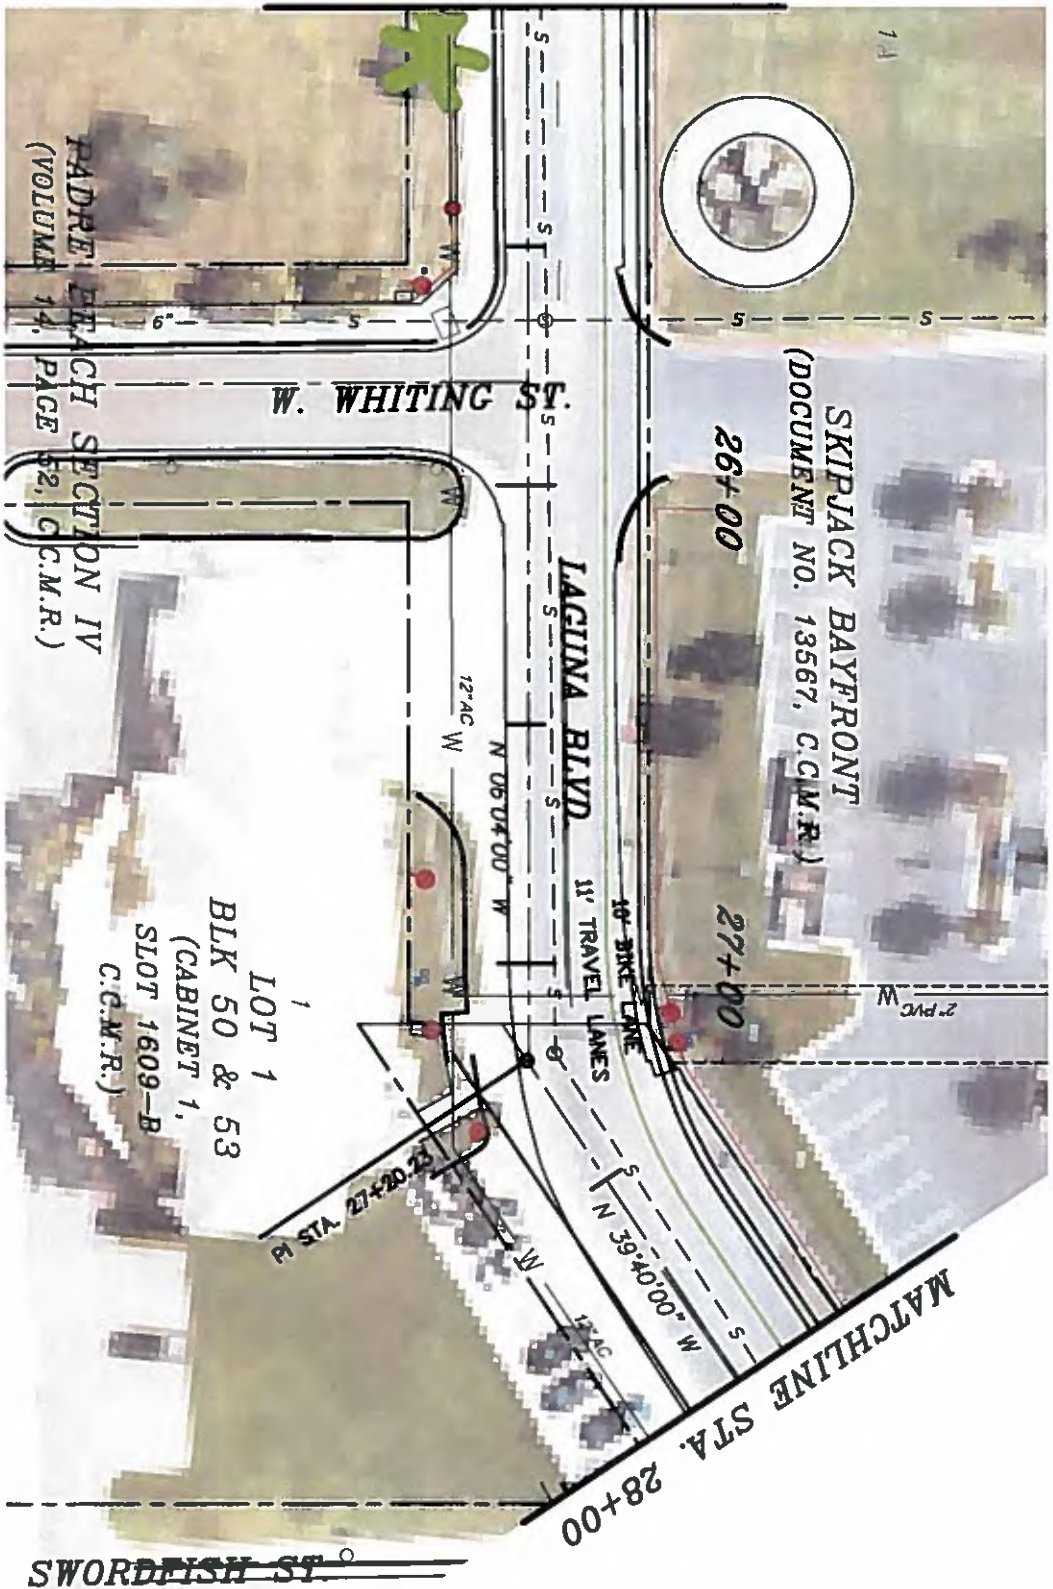 SKIPJACK BAYFRONT
(DOCUMENT NO. 13567, C.C.M.R.)
26+00
27+00
W. WHITING ST.
6"
S
S
S
S
S
S
S
S
S
S
S
LAGUNA BLVD.
N 06°04'00" W
11' TRAVEL LANES
10' BIKE LANE
12"AC
W
W
W
W
W
2" PVC
W
PADRE BEACH SECTION IV
(VOLUME 14, PAGE 52, C.C.M.R.)
1
LOT 1
BLK 50 & 53
(CABINET 1,
SLOT 1609-B
C.C.M.R.)
PI STA. 27+20.23
N 39°40'00" W
12"AC
MATCHLINE STA. 28+00
SWORDFISH ST.